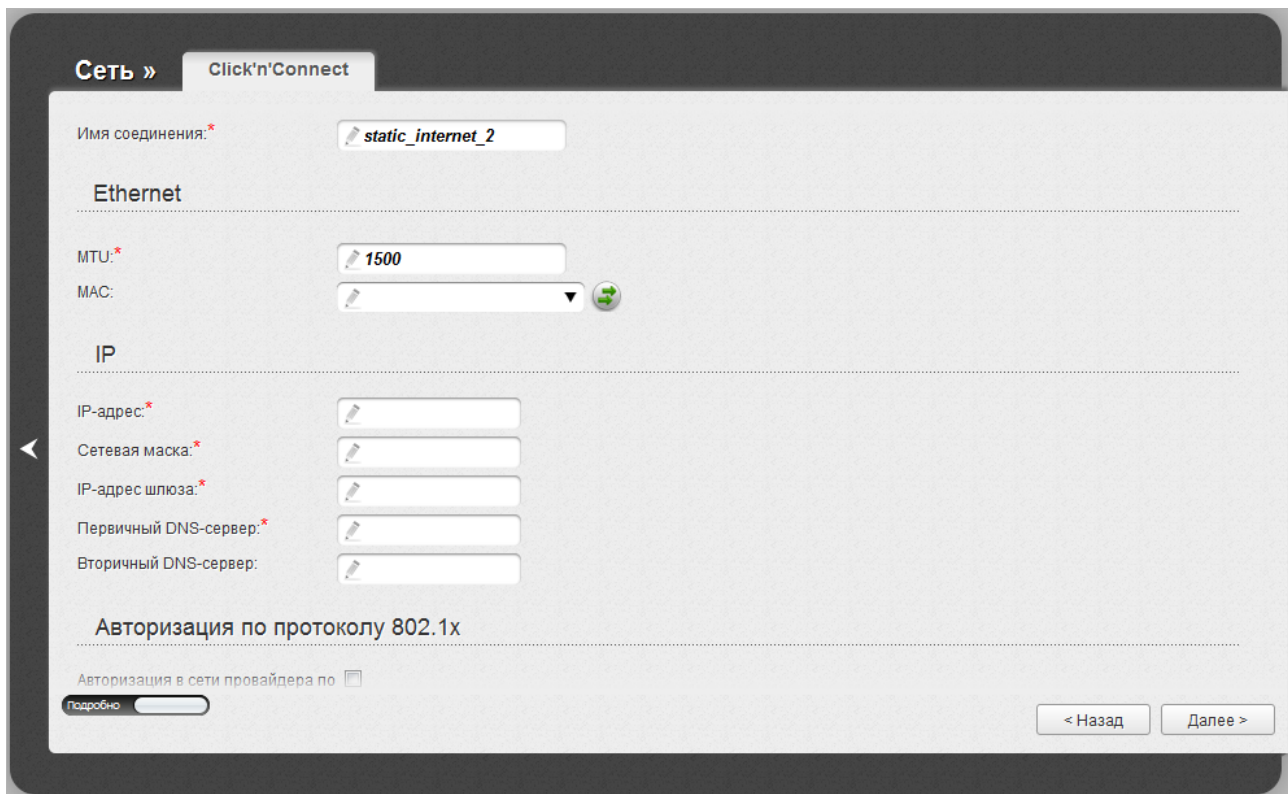 Сеть » Click'n'Connect
Имя соединения:* static_internet_2
Ethernet
MTU:* 1500
MAC:
IP
IP-адрес:*
Сетевая маска:*
IP-адрес шлюза:*
Первичный DNS-сервер:*
Вторичный DNS-сервер:
Авторизация по протоколу 802.1x
Авторизация в сети провайдера по
Подробно
< Назад Далее >